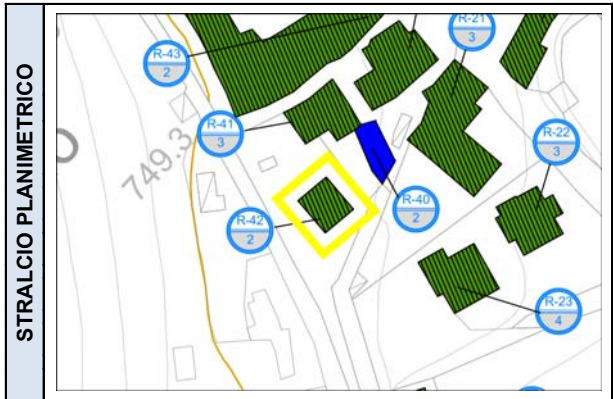 STRALCIO PLANIMETRICO
R-43
2
R-21
3
R-41
3
R-22
3
749.3
R-42
2
R-40
2
R-23
4